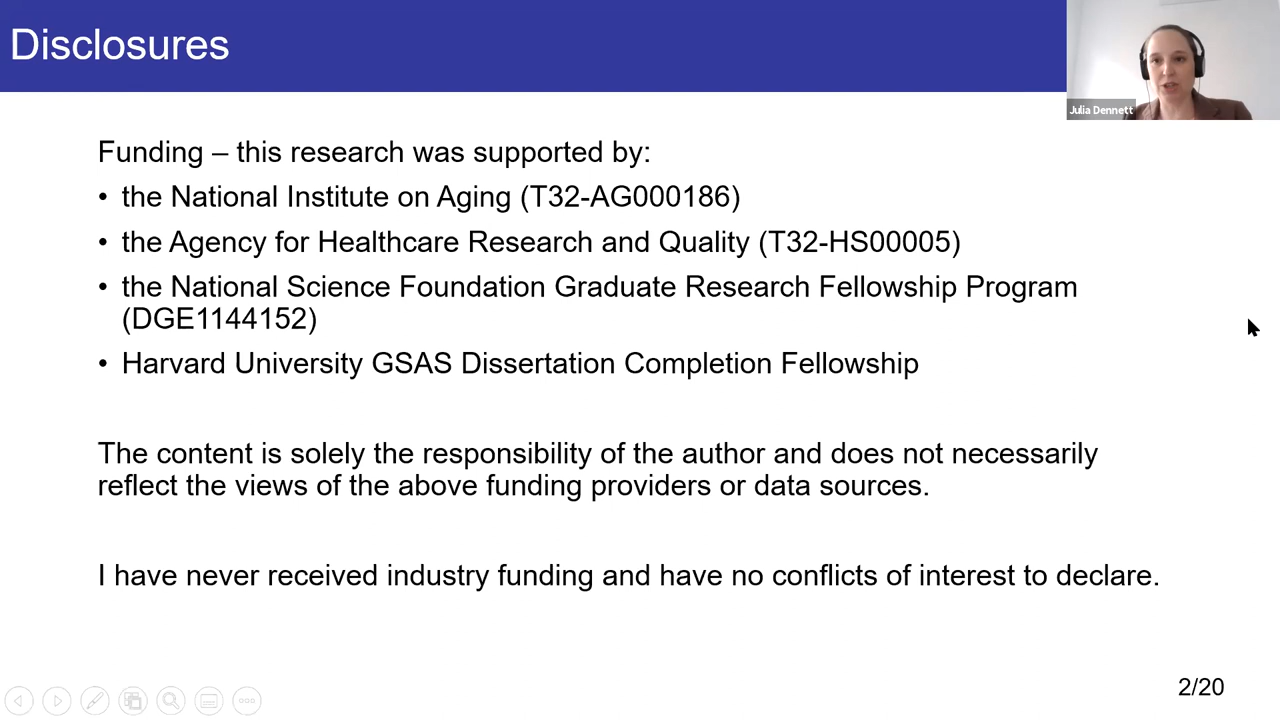 Disclosures
Julia Dennett
Funding – this research was supported by:
• the National Institute on Aging (T32-AG000186)
• the Agency for Healthcare Research and Quality (T32-HS00005)
• the National Science Foundation Graduate Research Fellowship Program
(DGE1144152)
• Harvard University GSAS Dissertation Completion Fellowship
The content is solely the responsibility of the author and does not necessarily
reflect the views of the above funding providers or data sources.
I have never received industry funding and have no conflicts of interest to declare.
2/20